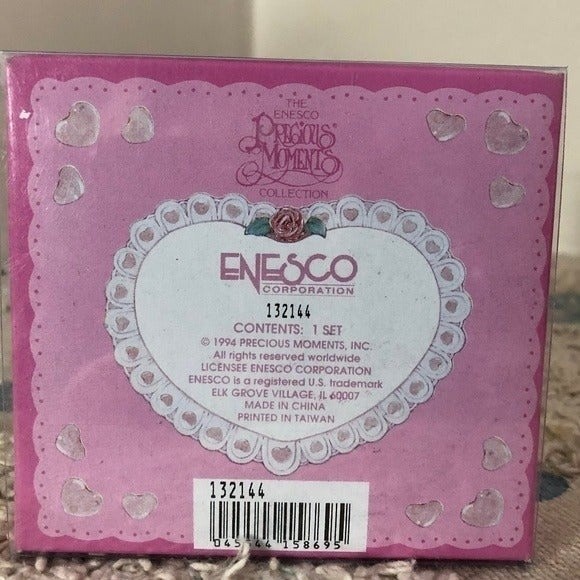 THE
ENESCO
PRECIOUS
MOMENTS
COLLECTION
ENESCO
CORPORATION
132144
CONTENTS: 1 SET
© 1994 PRECIOUS MOMENTS, INC.
All rights reserved worldwide
LICENSEE ENESCO CORPORATION
ENESCO is a registered U.S. trademark
ELK GROVE VILLAGE, IL 60007
MADE IN CHINA
PRINTED IN TAIWAN
132144
158695